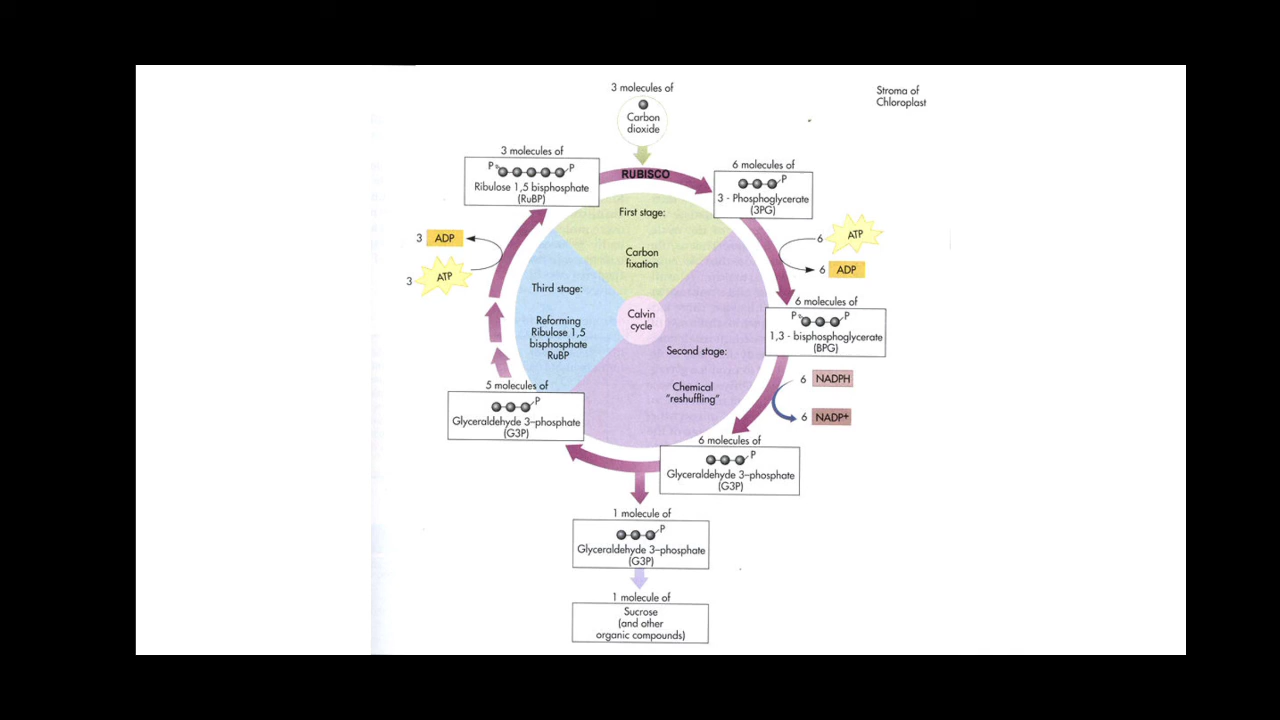 3 molecules of
Carbon
dioxide
Stroma of
Chloroplast
3 molecules of
P P
Ribulose 1,5 bisphosphate
(RuBP)
RUBISCO
6 molecules of
P
3 - Phosphoglycerate
(3PG)
First stage:
Carbon
fixation
3 ADP
3 ATP
6 ATP
6 ADP
Third stage:
Reforming
Ribulose 1,5
bisphosphate
RuBP
Calvin
cycle
6 molecules of
P P
1,3 - bisphosphoglycerate
(BPG)
Second stage:
Chemical
"reshuffling"
6 NADPH
6 NADP+
5 molecules of
P
Glyceraldehyde 3-phosphate
(G3P)
6 molecules of
P
Glyceraldehyde 3-phosphate
(G3P)
1 molecule of
P
Glyceraldehyde 3-phosphate
(G3P)
1 molecule of
Sucrose
(and other
organic compounds)